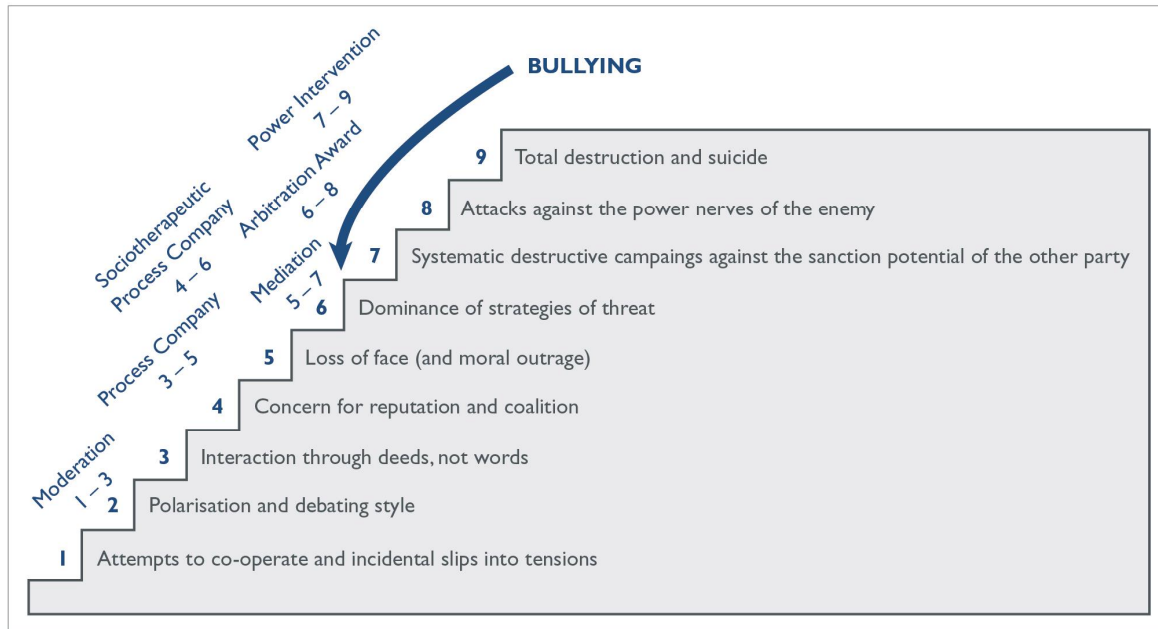 BULLYING
Power Intervention
7 – 9
Arbitration Award
6 – 8
Sociotherapeutic
Process Company
4 – 6
Mediation
5 – 7
Process Company
3 – 5
Moderation
1 – 3
9 Total destruction and suicide
8 Attacks against the power nerves of the enemy
7 Systematic destructive campaings against the sanction potential of the other party
6 Dominance of strategies of threat
5 Loss of face (and moral outrage)
4 Concern for reputation and coalition
3 Interaction through deeds, not words
2 Polarisation and debating style
1 Attempts to co-operate and incidental slips into tensions